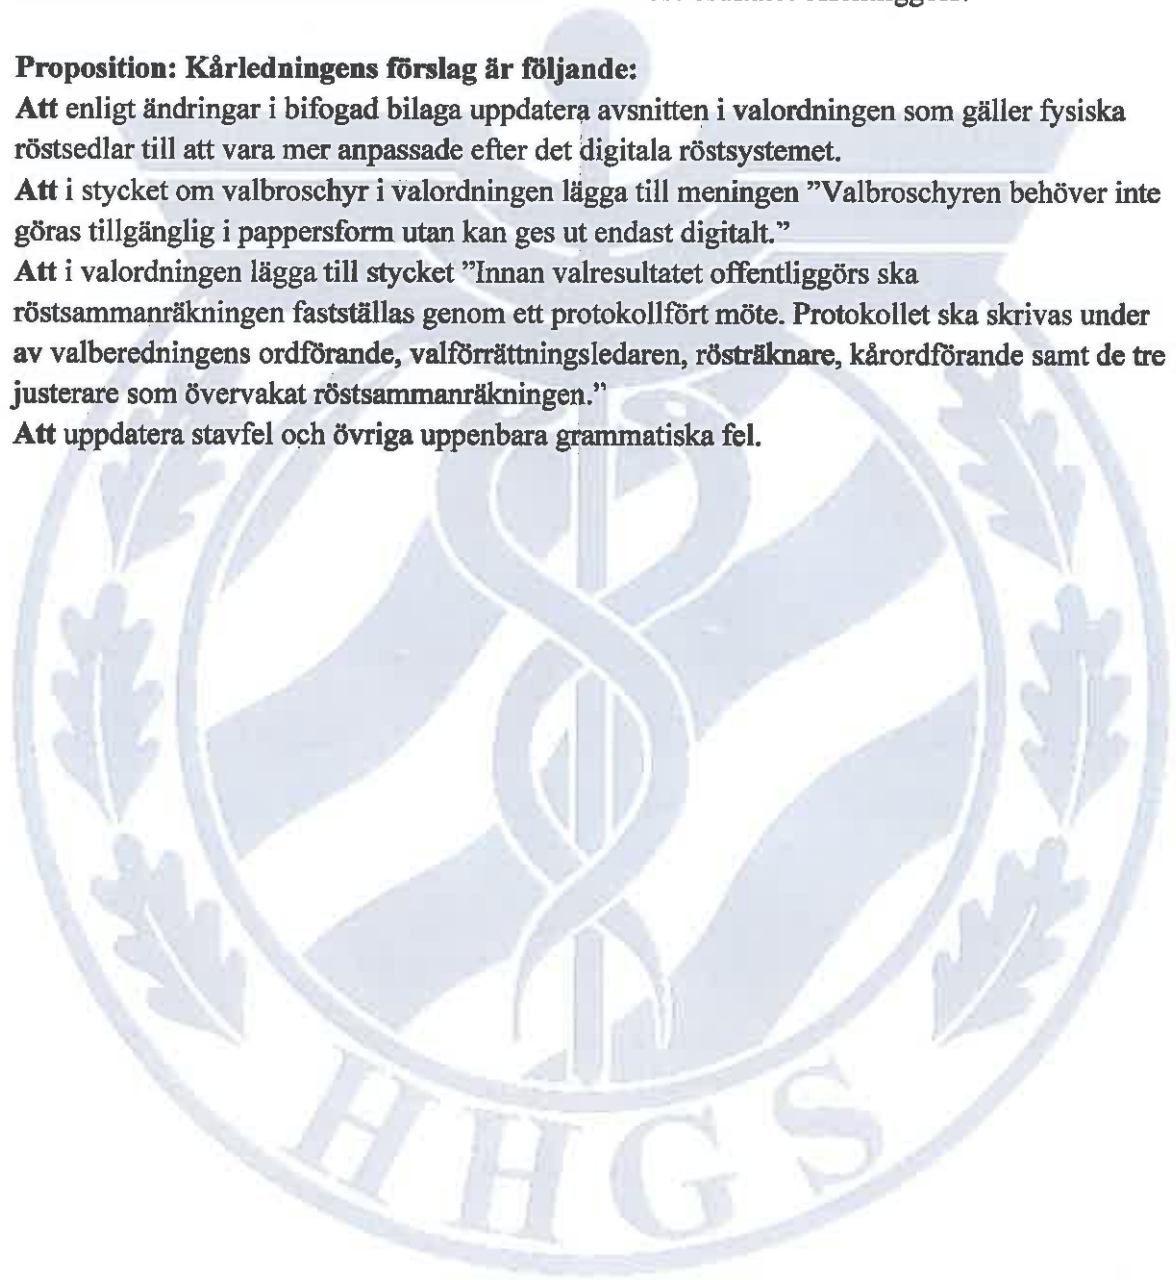 Proposition: Kårledningens förslag är följande:
Att enligt ändringar i bifogad bilaga uppdatera avsnitten i valordningen som gäller fysiska
röstsedlar till att vara mer anpassade efter det digitala röstsystemet.
Att i stycket om valbroschyr i valordningen lägga till meningen ”Valbroschyren behöver inte
göras tillgänglig i pappersform utan kan ges ut endast digitalt.”
Att i valordningen lägga till stycket ”Innan valresultatet offentliggörs ska
röstsammanräkningen fastställas genom ett protokollfört möte. Protokollet ska skrivas under
av valberedningens ordförande, valförrättningsledaren, rösträknare, kårordförande samt de tre
justerare som övervakat röstsammanräkningen.”
Att uppdatera stavfel och övriga uppenbara grammatiska fel.
HHGS